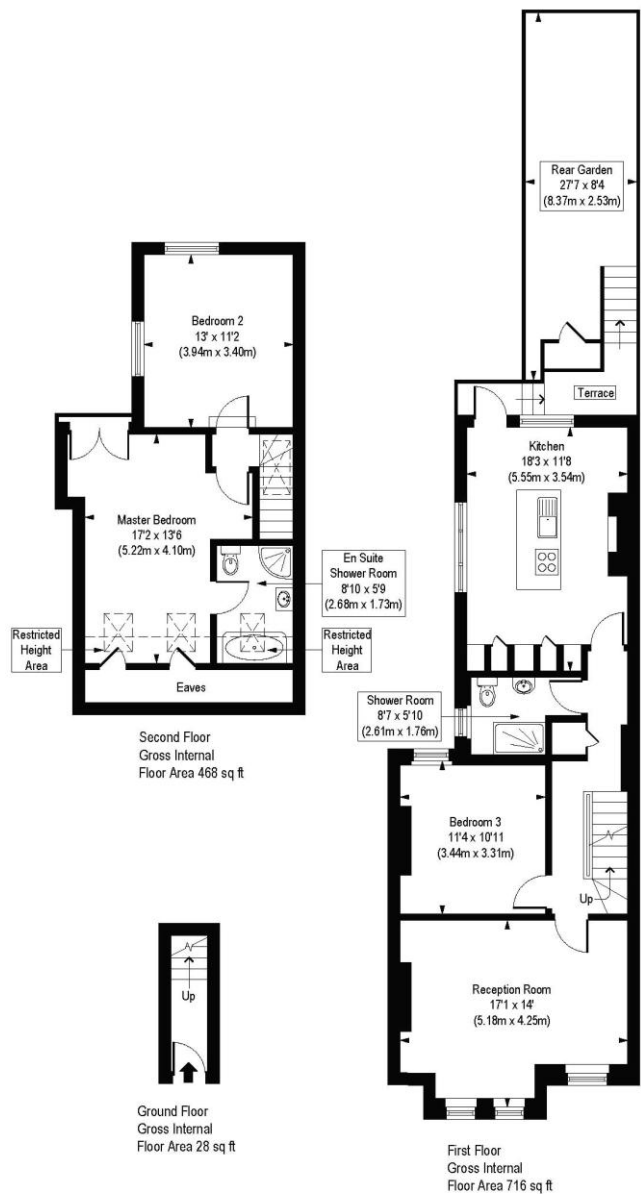 Rear Garden
27'7 x 8'4
(8.37m x 2.53m)
Terrace
Kitchen
18'3 x 11'8
(5.55m x 3.54m)
Bedroom 2
13' x 11'2
(3.94m x 3.40m)
Master Bedroom
17'2 x 13'6
(5.22m x 4.10m)
En Suite
Shower Room
8'10 x 5'9
(2.68m x 1.73m)
Restricted
Height
Area
Restricted
Height
Area
Eaves
Second Floor
Gross Internal
Floor Area 468 sq ft
Shower Room
8'7 x 5'10
(2.61m x 1.76m)
Bedroom 3
11'4 x 10'11
(3.44m x 3.31m)
Up
Reception Room
17'1 x 14'
(5.18m x 4.25m)
Up
Ground Floor
Gross Internal
Floor Area 28 sq ft
First Floor
Gross Internal
Floor Area 716 sq ft